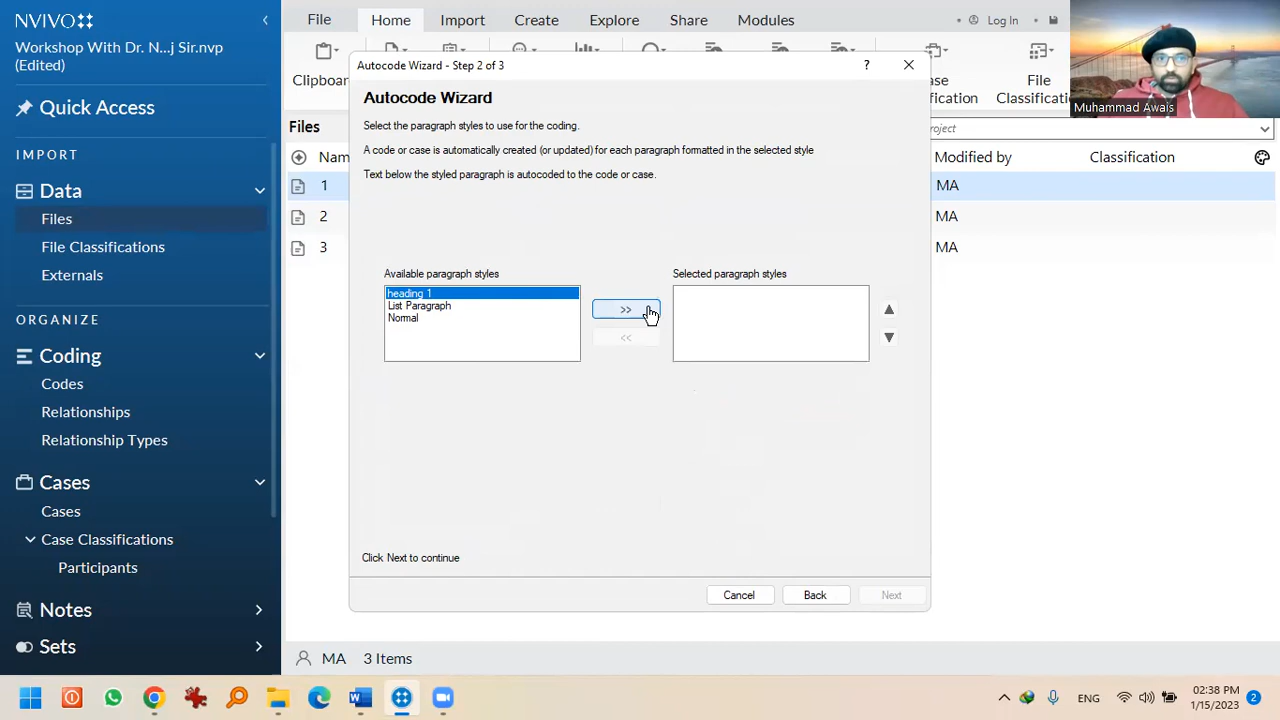 NVIVO
Workshop With Dr. N...j Sir.nvp
(Edited)
Quick Access
IMPORT
Data
Files
File Classifications
Externals
ORGANIZE
Coding
Codes
Relationships
Relationship Types
Cases
Cases
Case Classifications
Participants
Notes
Sets
File Home Import Create Explore Share Modules
Log In
Clipboa
File
Classification
Files
Nam
Modified by Classification
1 MA
2 MA
3 MA
Autocode Wizard - Step 2 of 3
?
Autocode Wizard
Select the paragraph styles to use for the coding.
A code or case is automatically created (or updated) for each paragraph formatted in the selected style
Text below the styled paragraph is autocoded to the code or case.
Available paragraph styles
heading 1
List Paragraph
Normal
>>
<<
Selected paragraph styles
Click Next to continue
Cancel Back Next
MA 3 Items
Muhammad Awais
ENG
02:38 PM
1/15/2023
2